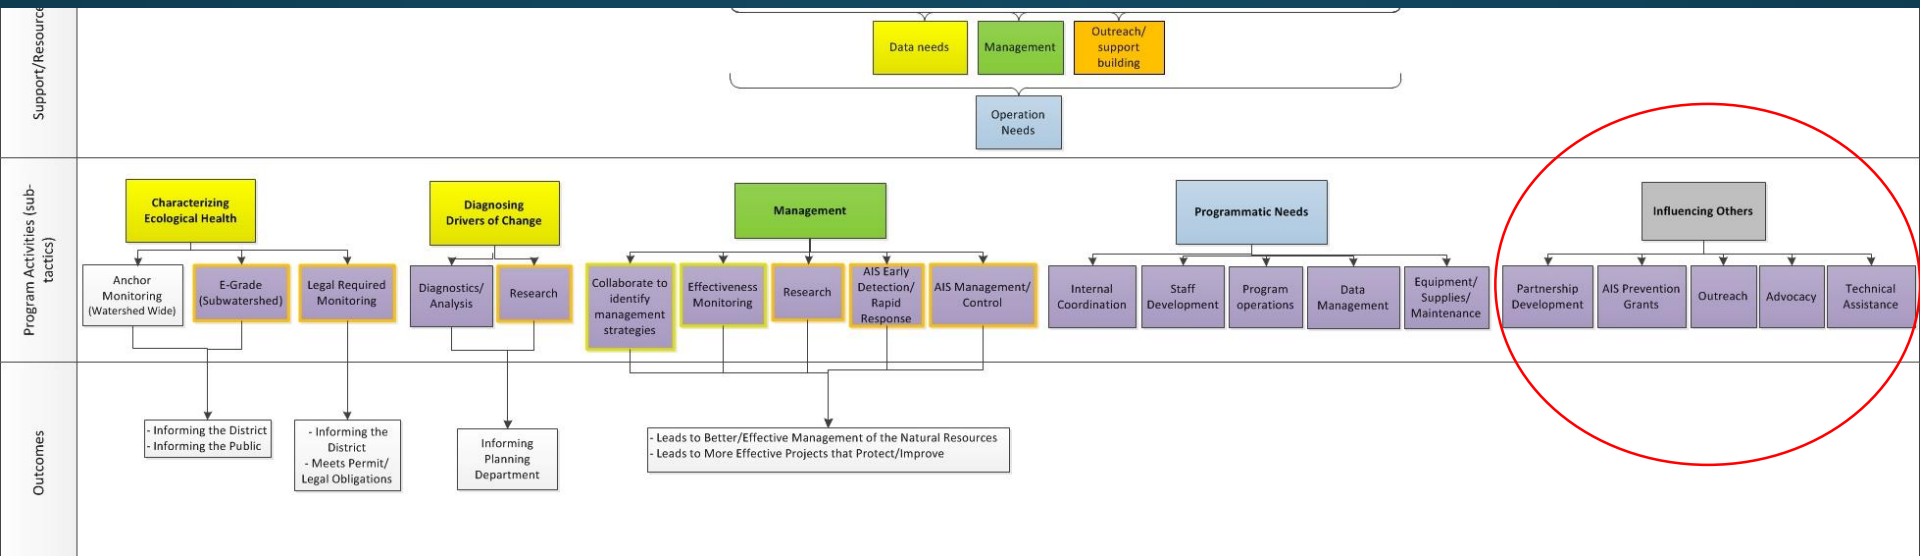 Support/Resource
Data needs
Management
Outreach/
support
building
Operation
Needs
Program Activities (sub-
tactics)
Characterizing
Ecological Health
Diagnosing
Drivers of Change
Management
Programmatic Needs
Influencing Others
Anchor
Monitoring
(Watershed Wide)
E-Grade
(Subwatershed)
Legal Required
Monitoring
Diagnostics/
Analysis
Research
Collaborate to
identify
management
strategies
Effectiveness
Monitoring
Research
AIS Early
Detection/
Rapid
Response
AIS Management/
Control
Internal
Coordination
Staff
Development
Program
operations
Data
Management
Equipment/
Supplies/
Maintenance
Partnership
Development
AIS Prevention
Grants
Outreach
Advocacy
Technical
Assistance
Outcomes
- Informing the District
- Informing the Public
- Informing the
District
- Meets Permit/
Legal Obligations
Informing
Planning
Department
- Leads to Better/Effective Management of the Natural Resources
- Leads to More Effective Projects that Protect/Improve